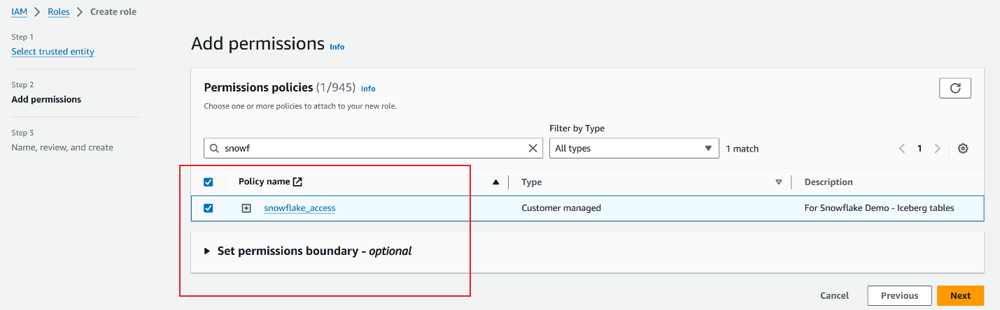 IAM > Roles > Create role
Step 1
Select trusted entity
Step 2
Add permissions
Step 3
Name, review, and create
Add permissions Info
Permissions policies (1/945) Info
Choose one or more policies to attach to your new role.
Filter by Type
snowf All types 1 match 1
Policy name Type Description
snowflake_access Customer managed For Snowflake Demo - Iceberg tables
Set permissions boundary - optional
Cancel Previous Next